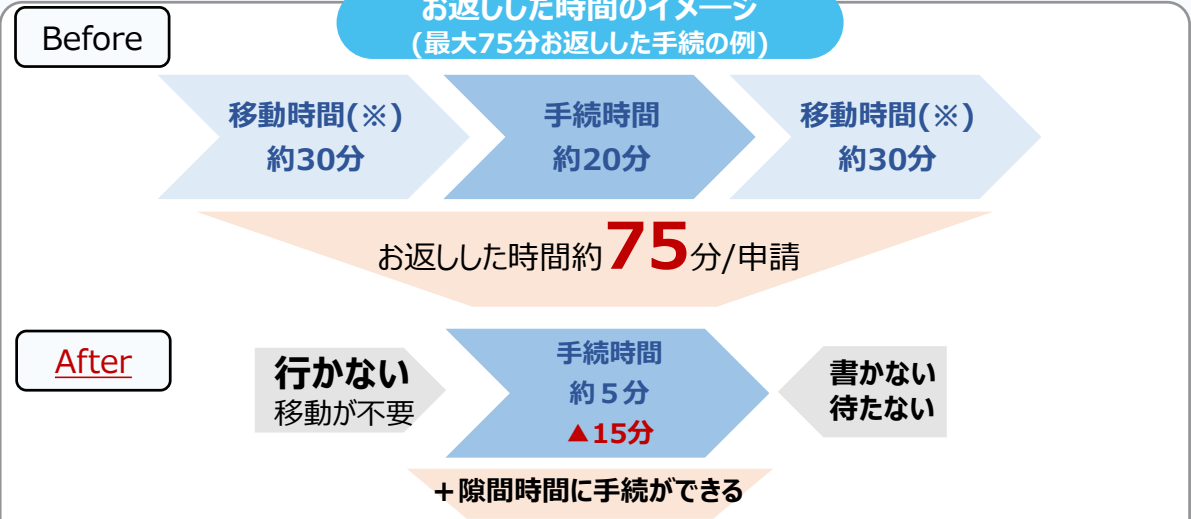 お返しした時間のイメージ
(最大75分お返しした手続の例)
Before
移動時間(※)
約30分
手続時間
約20分
移動時間(※)
約30分
お返しした時間約75分/申請
After
行かない
移動が不要
手続時間
約５分
▲15分
書かない
待たない
＋隙間時間に手続ができる